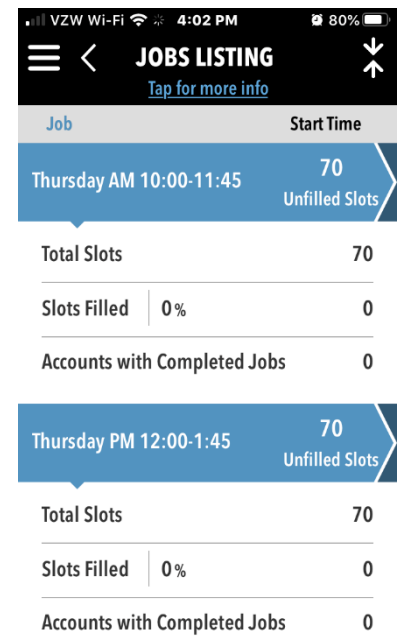 VZW Wi-Fi 4:02 PM 80%
JOBS LISTING
Tap for more info
Job Start Time
Thursday AM 10:00-11:45 70
Unfilled Slots
Total Slots 70
Slots Filled 0% 0
Accounts with Completed Jobs 0
Thursday PM 12:00-1:45 70
Unfilled Slots
Total Slots 70
Slots Filled 0% 0
Accounts with Completed Jobs 0